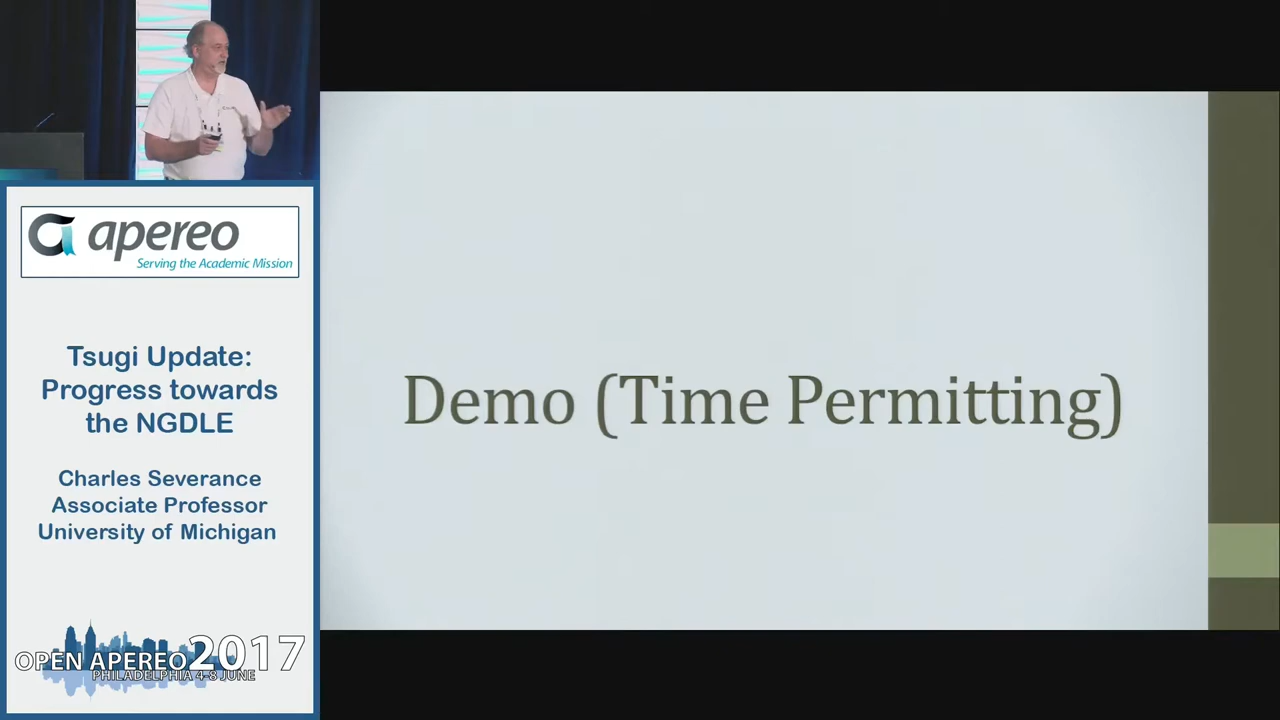 apereo
Serving the Academic Mission
Tsugi Update:
Progress towards
the NGDLE
Charles Severance
Associate Professor
University of Michigan
OPEN APEREO 2017
PHILADELPHIA 4-8 JUNE
Demo (Time Permitting)